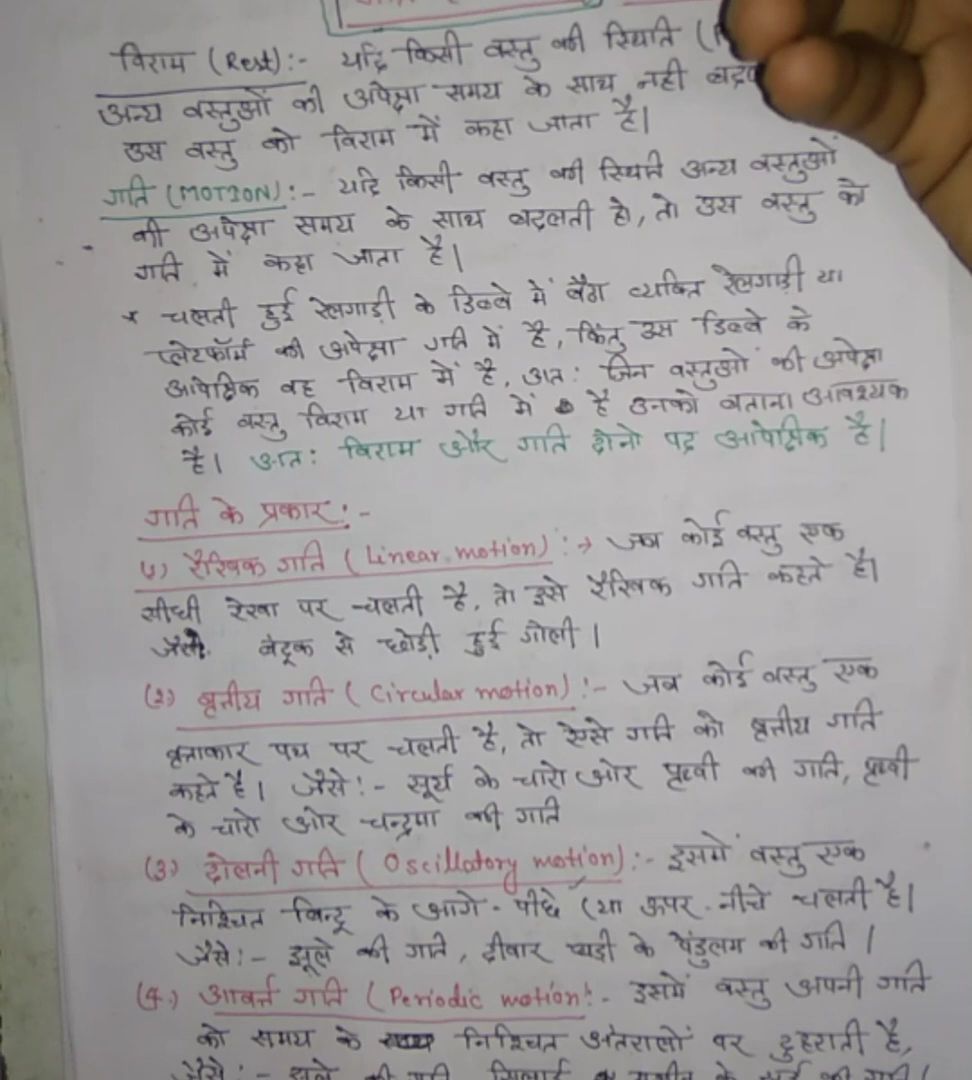 विराम (Rest):- यदि किसी वस्तु की स्थिति (
अन्य वस्तुओं की अपेक्षा समय के साथ नही
उस वस्तु को विराम में कहा जाता है।
गति (MOTION):- यदि किसी वस्तु की स्थिति अन्य वस्तुओं
की अपेक्षा समय के साथ बदलती हो, तो उस वस्तु को
गति में कहा जाता है।
* चलती हुई रेलगाड़ी के डिब्बे में बैठा व्यक्ति रेलगाड़ी या
प्लेटफॉर्म की अपेक्षा गति में है, किंतु उस डिब्बे के
आपेक्षिक वह विराम में है, अत: जिन वस्तुओं की अपेक्षा
कोई वस्तु विराम या गति में है उनको बताना आवश्यक
है। अत: विराम और गति दोनो पद आपेक्षिक है।
गति के प्रकार:-
(1) रैखिक गति (Linear motion):→ जब कोई वस्तु एक
सीधी रेखा पर चलती है, तो इसे रैखिक गति कहते है।
जैसे बंदूक से छोड़ी हुई गोली।
(2) वृत्तीय गति (Circular motion):- जब कोई वस्तु एक
वृत्ताकार पथ पर चलती है, तो ऐसे गति को वृत्तीय गति
कहते है। जैसे:- सूर्य के चारो ओर पृथ्वी की गति, पृथ्वी
के चारो ओर चन्द्रमा की गति
(3) दोलनी गति (Oscillatory motion):- इसमें वस्तु एक
निश्चित बिन्दू के आगे-पीछे (या ऊपर-नीचे चलती है।
जैसे:- झूले की गति, दीवार घड़ी के पेंडुलम की गति।
(4.) आवर्त गति (Periodic motion:- इसमें वस्तु अपनी गति
को समय के निश्चित अंतरालों पर दुहराती है,
जैसे:- झूले की गति